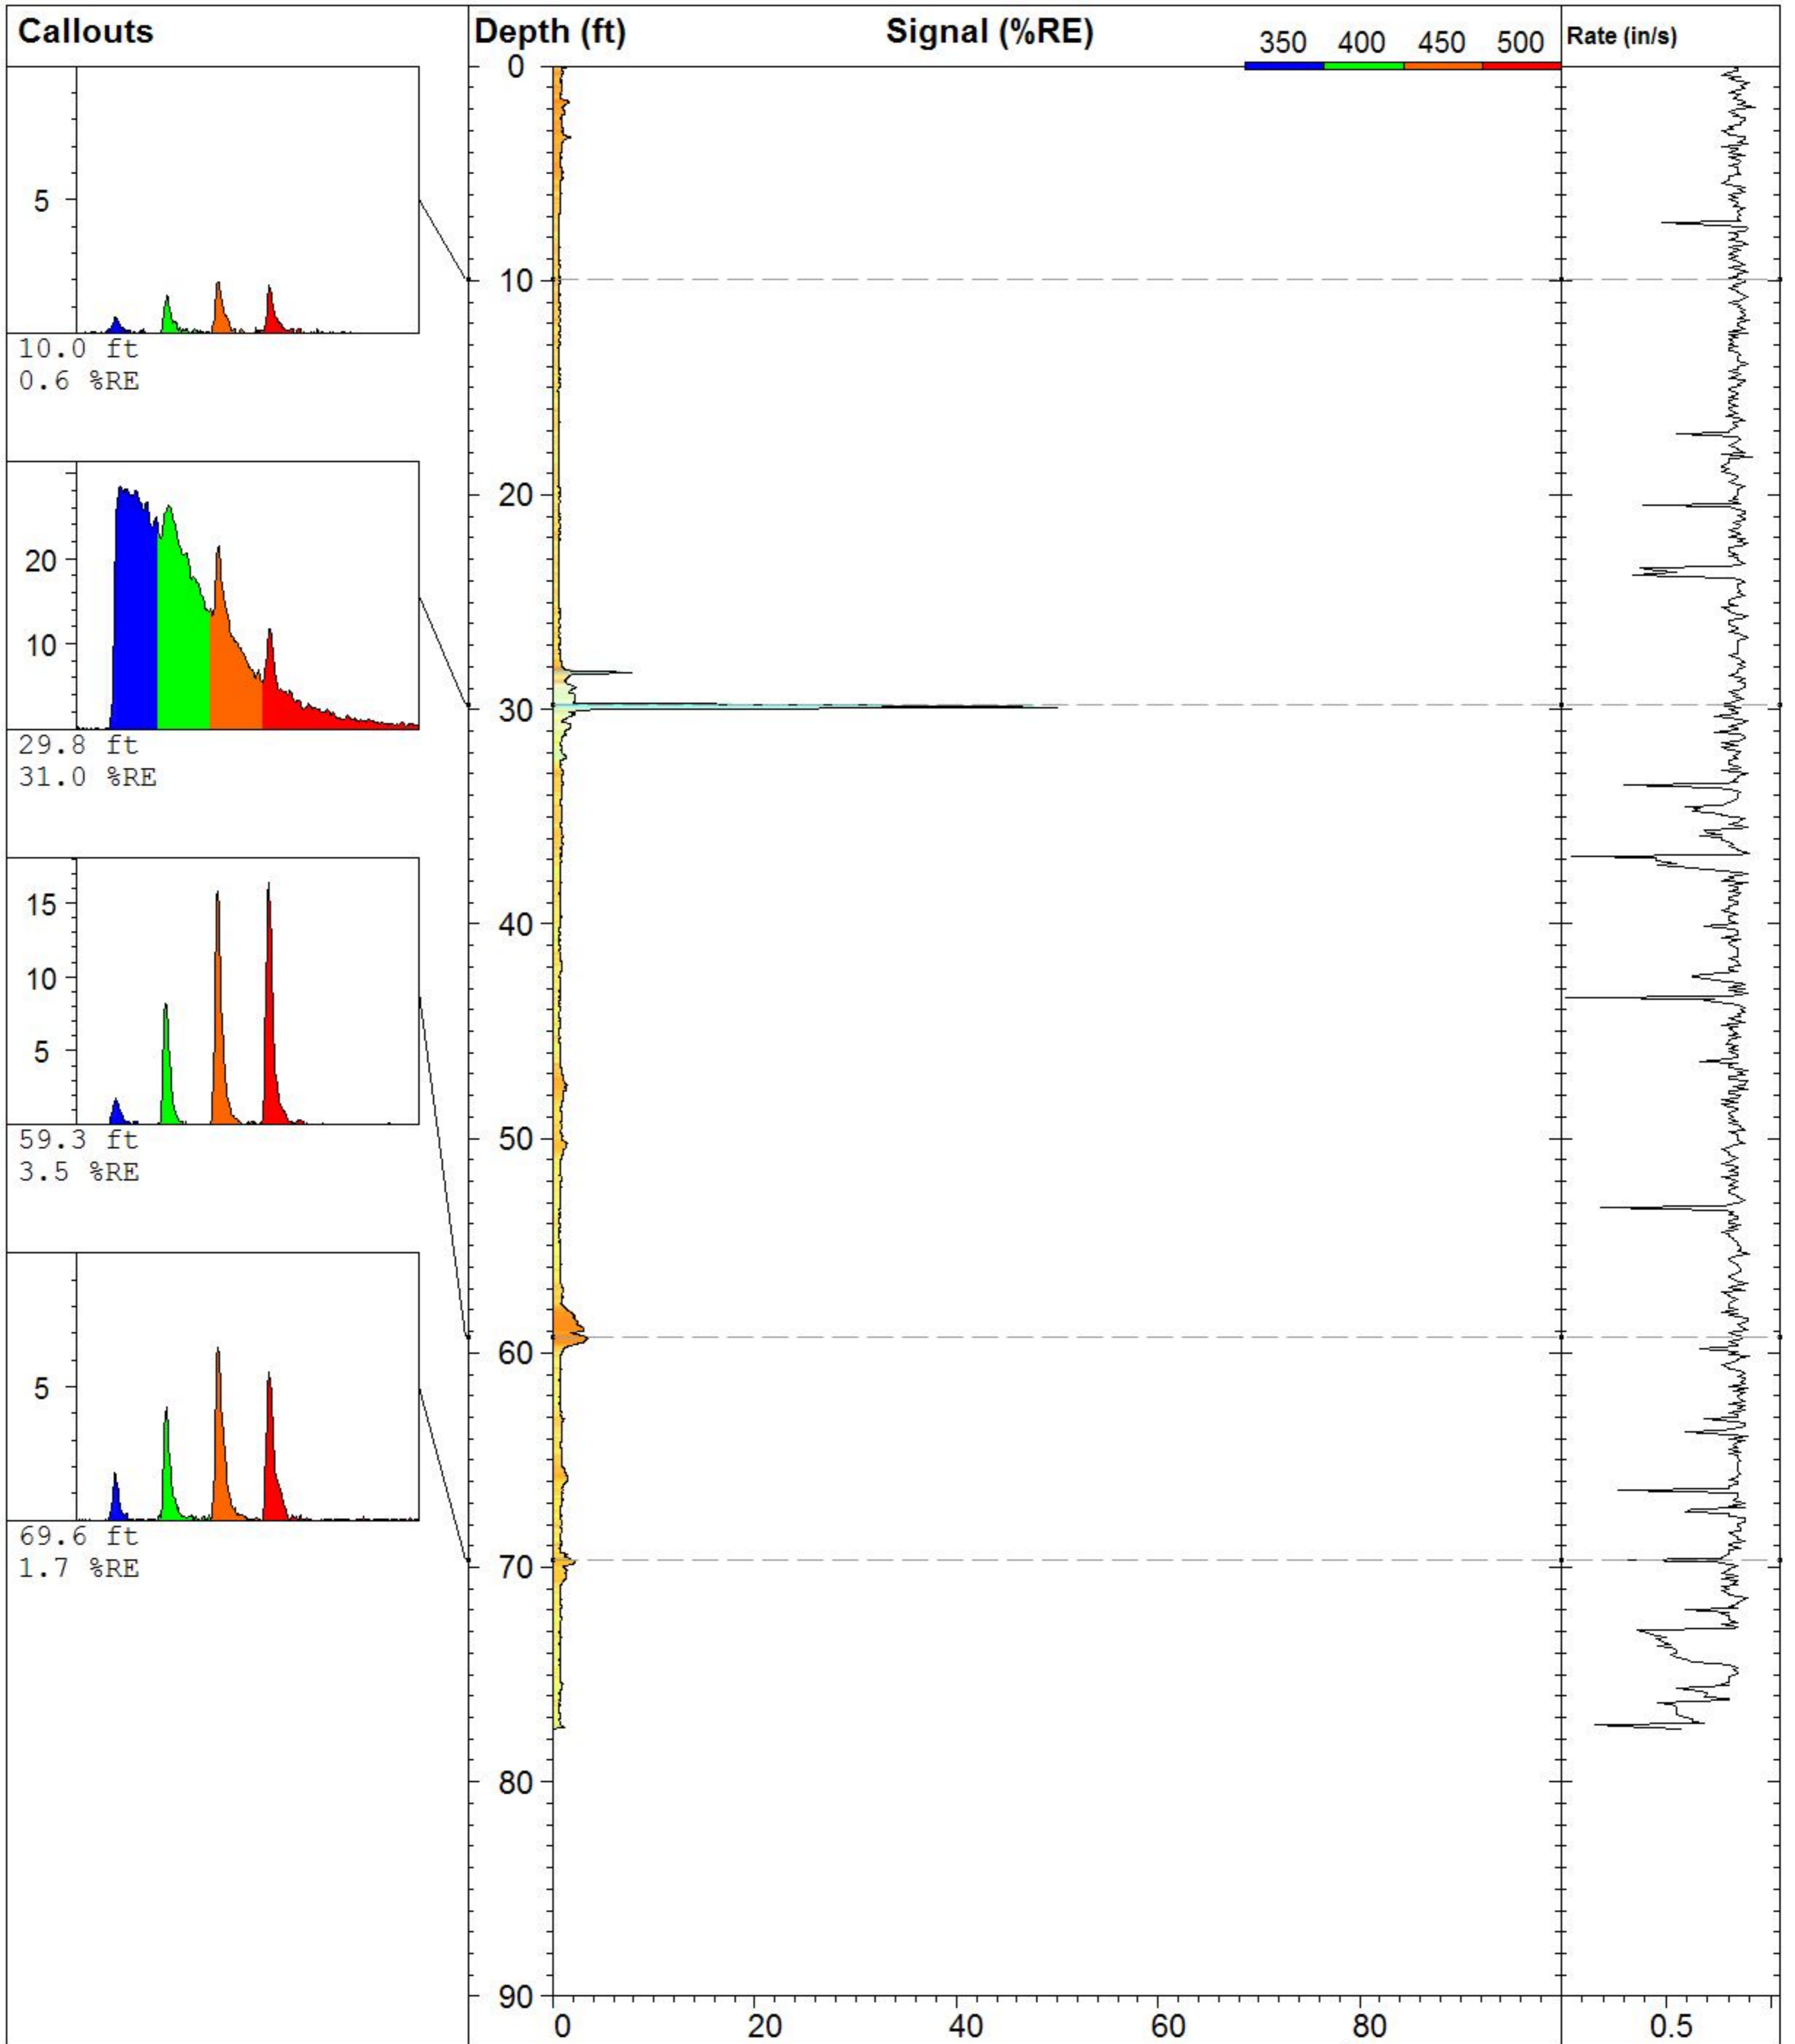 Callouts
Depth (ft)
Signal (%RE)
350 400 450 500
Rate (in/s)
5
10.0 ft
0.6 %RE
20
10
29.8 ft
31.0 %RE
15
10
5
59.3 ft
3.5 %RE
5
69.6 ft
1.7 %RE
0
10
20
30
40
50
60
70
80
90
0 20 40 60 80
0.5